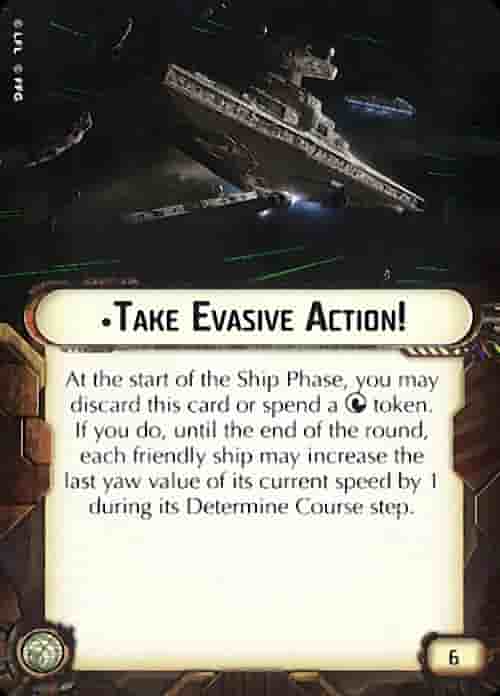 © LFL © FFG
•TAKE EVASIVE ACTION!
At the start of the Ship Phase, you may
discard this card or spend a token.
If you do, until the end of the round,
each friendly ship may increase the
last yaw value of its current speed by 1
during its Determine Course step.
6